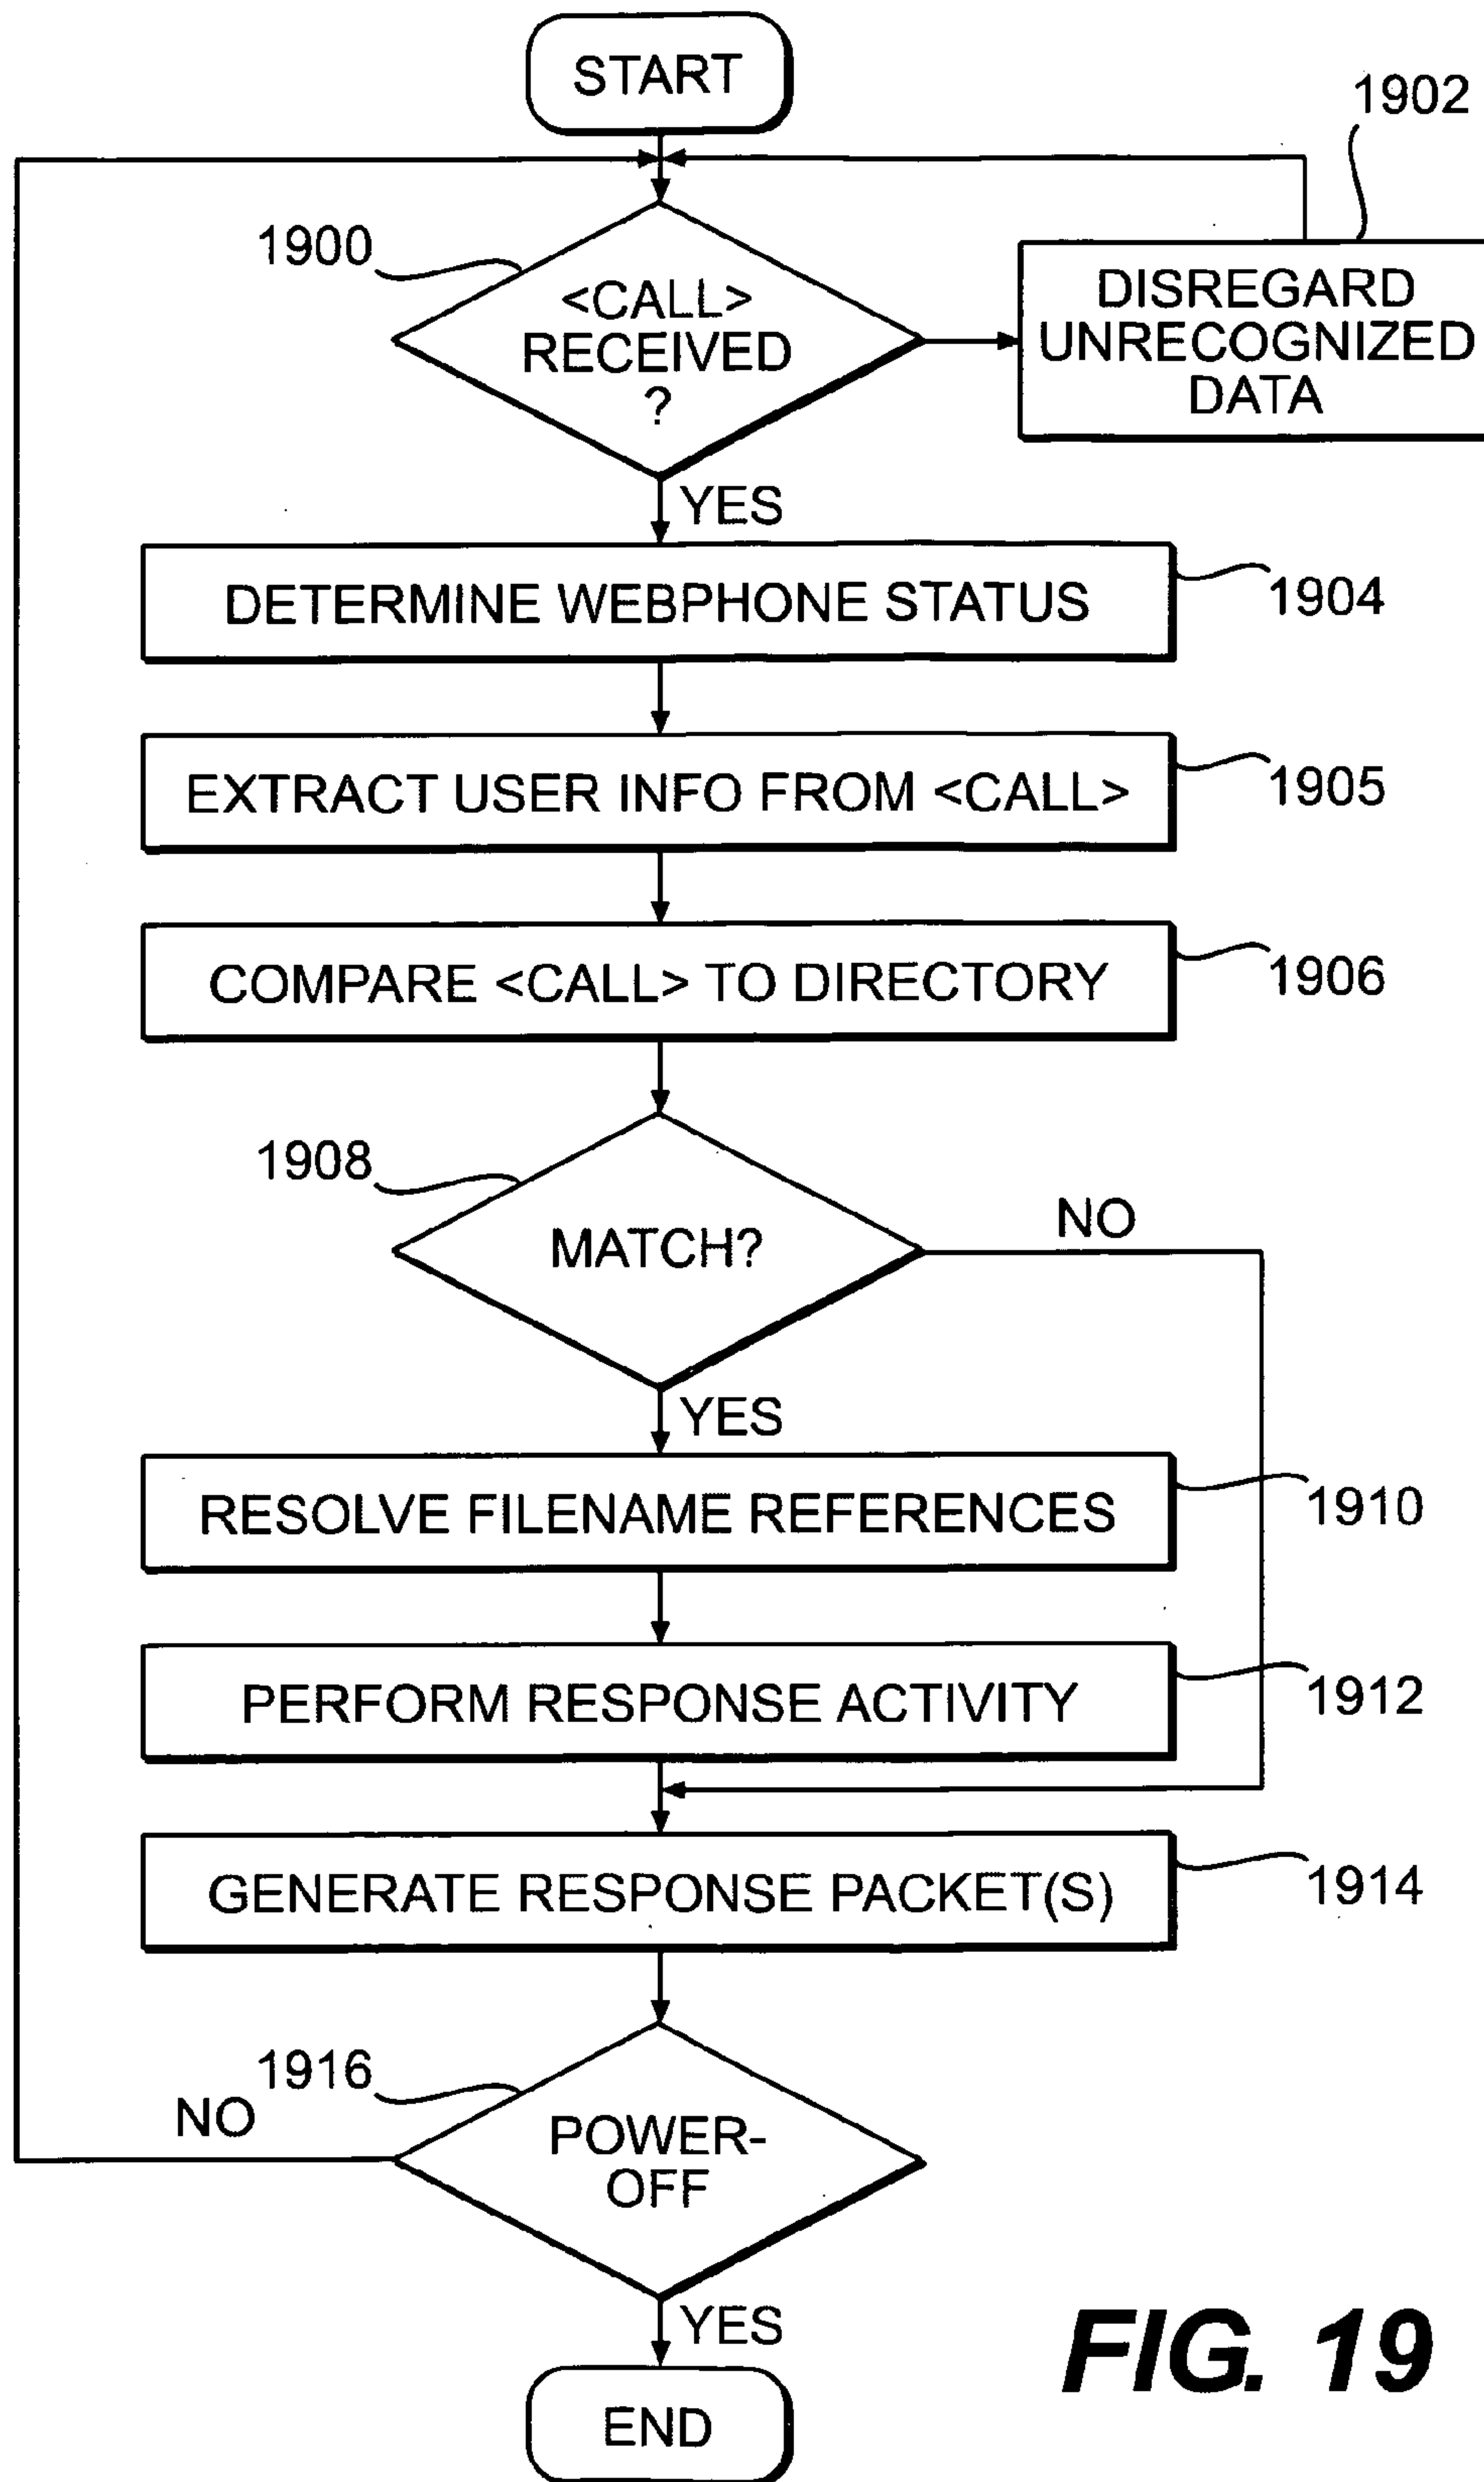 START
1902
1900
<CALL>
RECEIVED
?
DISREGARD
UNRECOGNIZED
DATA
YES
DETERMINE WEBPHONE STATUS
1904
EXTRACT USER INFO FROM <CALL>
1905
COMPARE <CALL> TO DIRECTORY
1906
1908
MATCH?
NO
YES
RESOLVE FILENAME REFERENCES
1910
PERFORM RESPONSE ACTIVITY
1912
GENERATE RESPONSE PACKET(S)
1914
1916
NO
POWER-
OFF
YES
END
FIG. 19